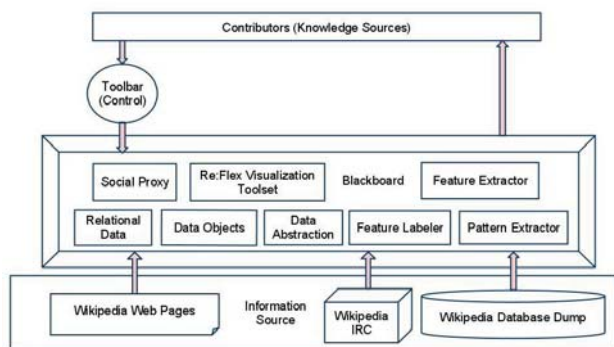 Contributors (Knowledge Sources)
Toolbar
(Control)
Social Proxy
Re:Flex Visualization
Toolset
Blackboard
Feature Extractor
Relational
Data
Data Objects
Data
Abstraction
Feature Labeler
Pattern Extractor
Wikipedia Web Pages
Information
Source
Wikipedia
IRC
Wikipedia Database Dump